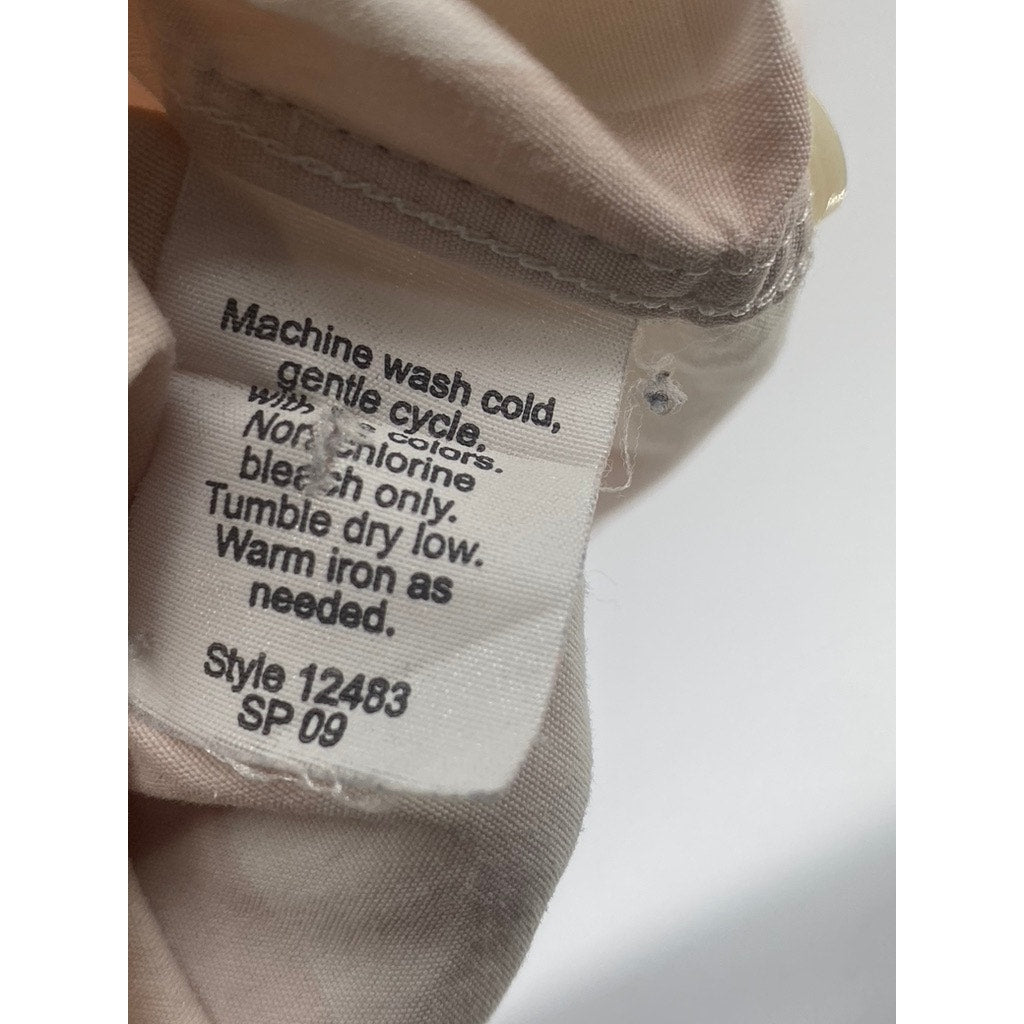 Machine wash cold,
gentle cycle.
with colors.
Non chlorine
bleach only.
Tumble dry low.
Warm iron as
needed.
Style 12483
SP 09